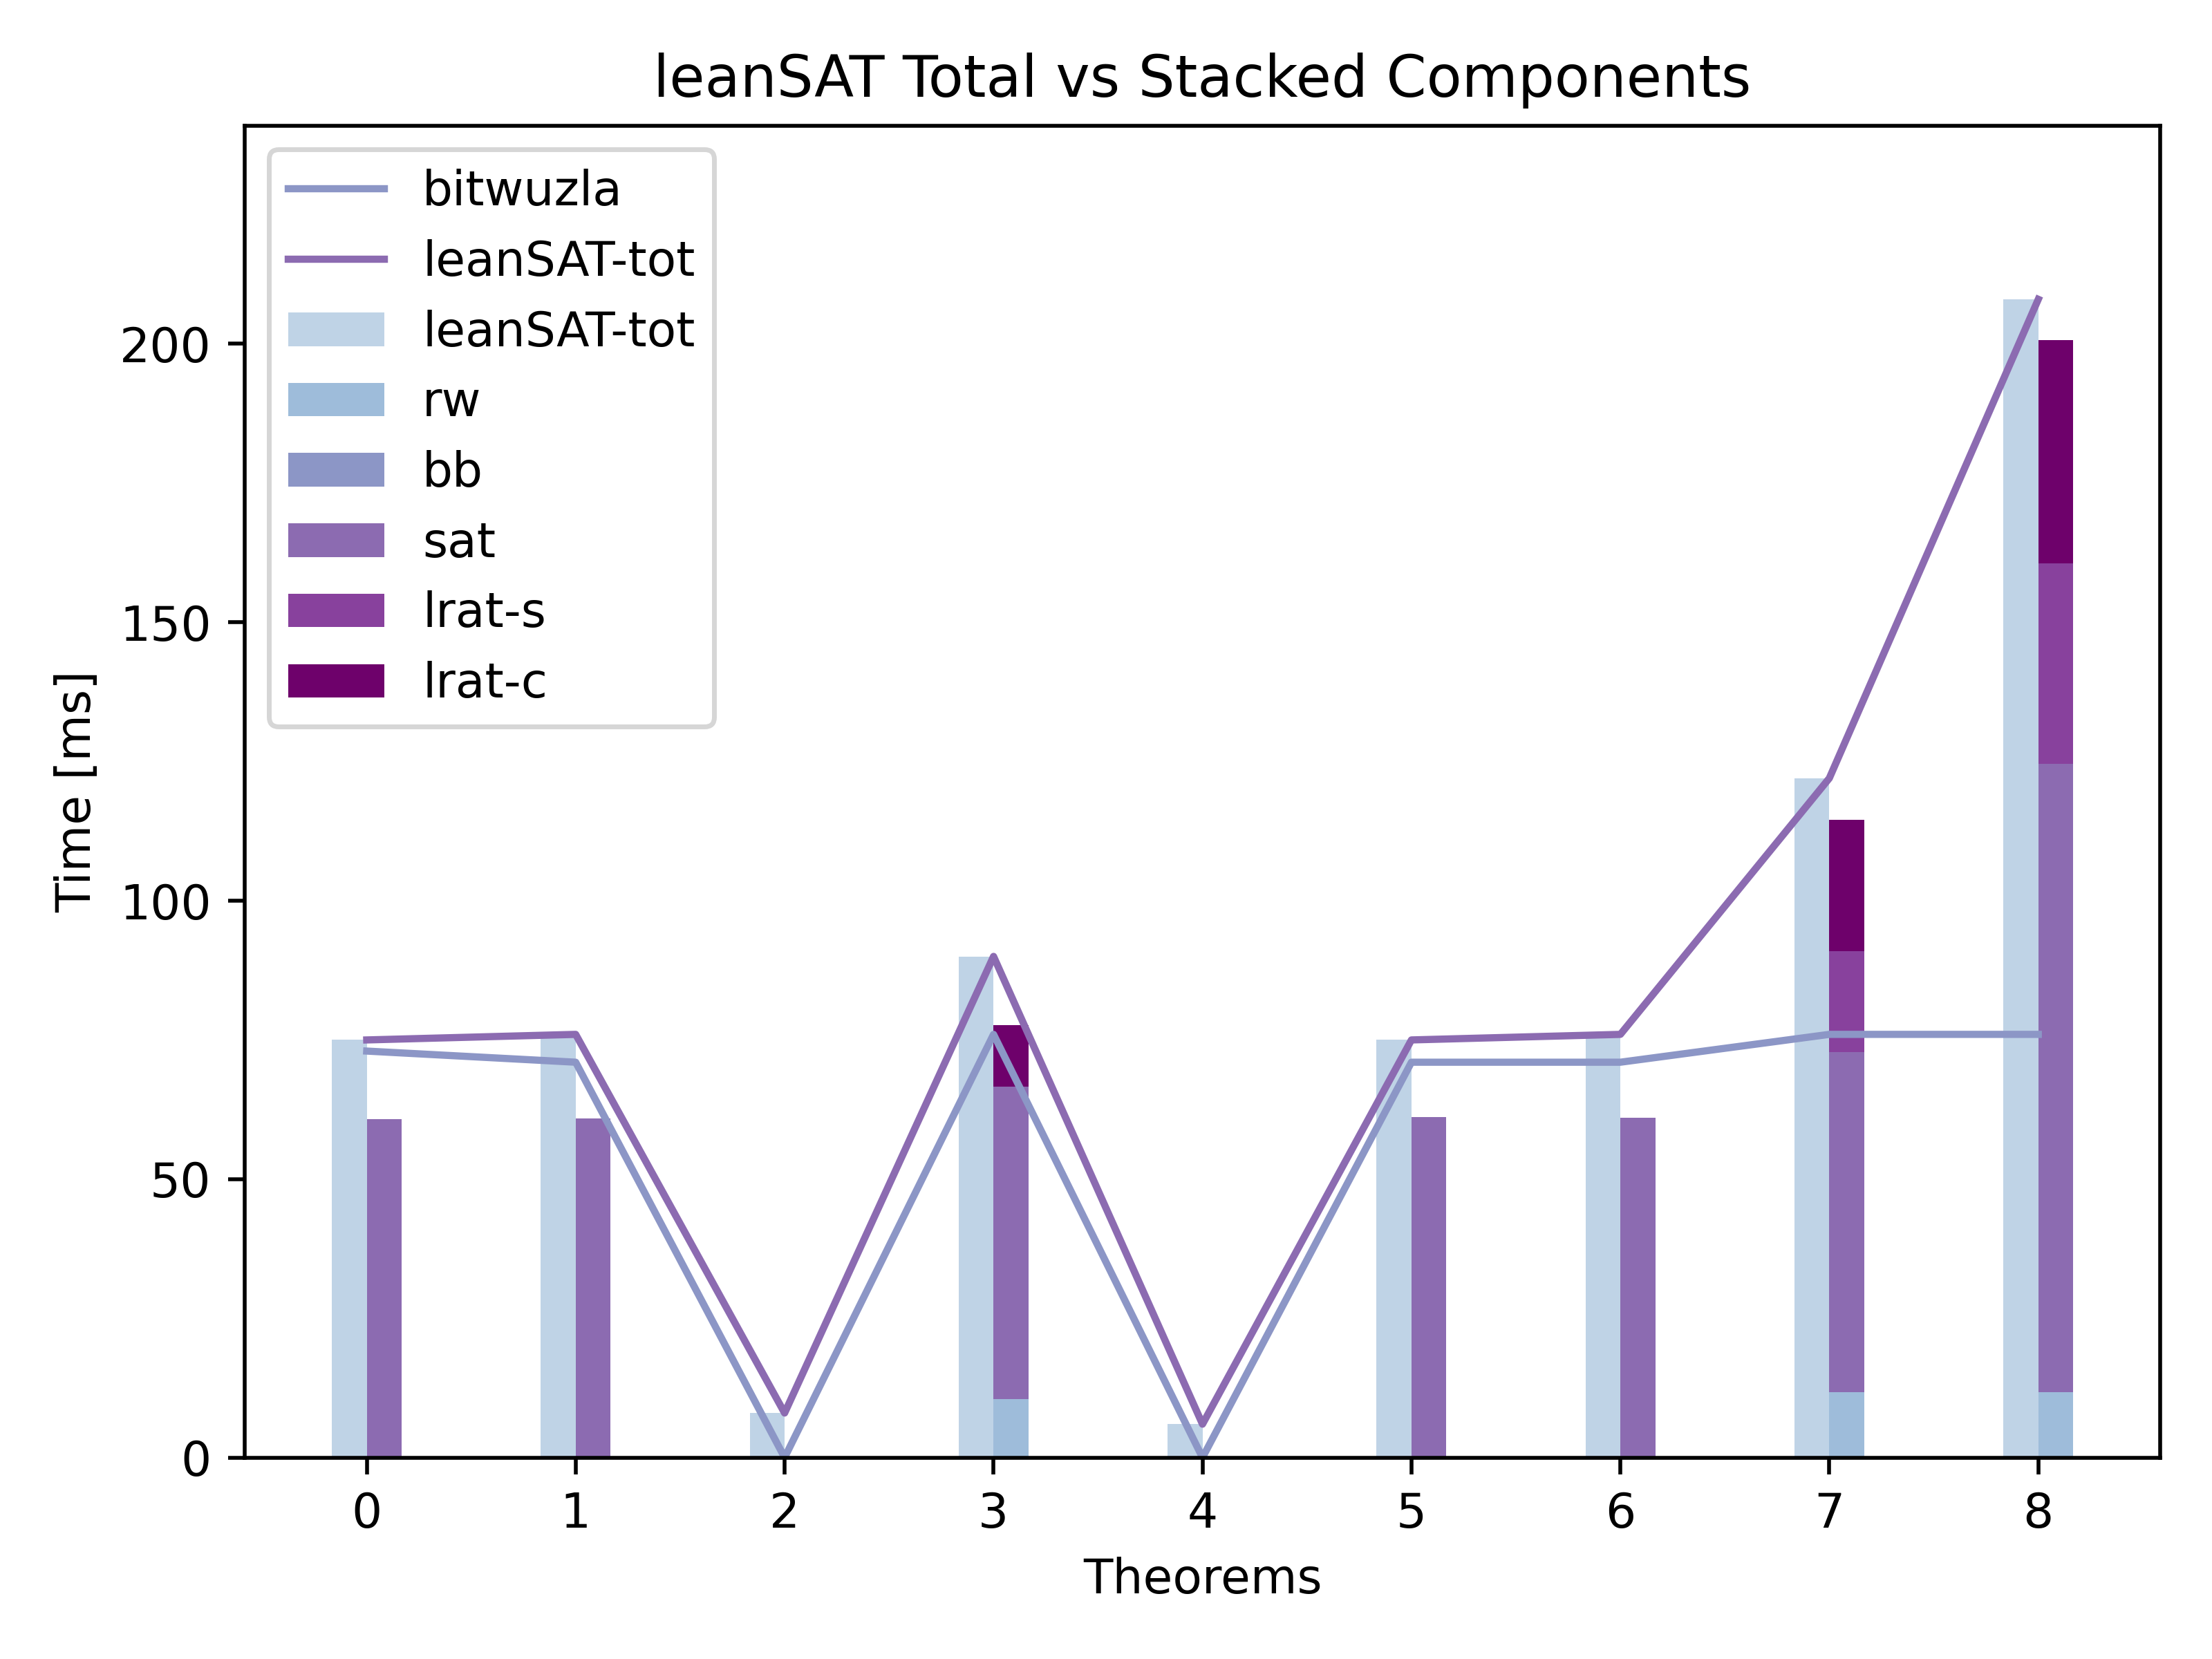 leanSAT Total vs Stacked Components
bitwuzla
leanSAT-tot
leanSAT-tot
rw
bb
sat
lrat-s
lrat-c
Time [ms]
200
150
100
50
0
0 1 2 3 4 5 6 7 8
Theorems